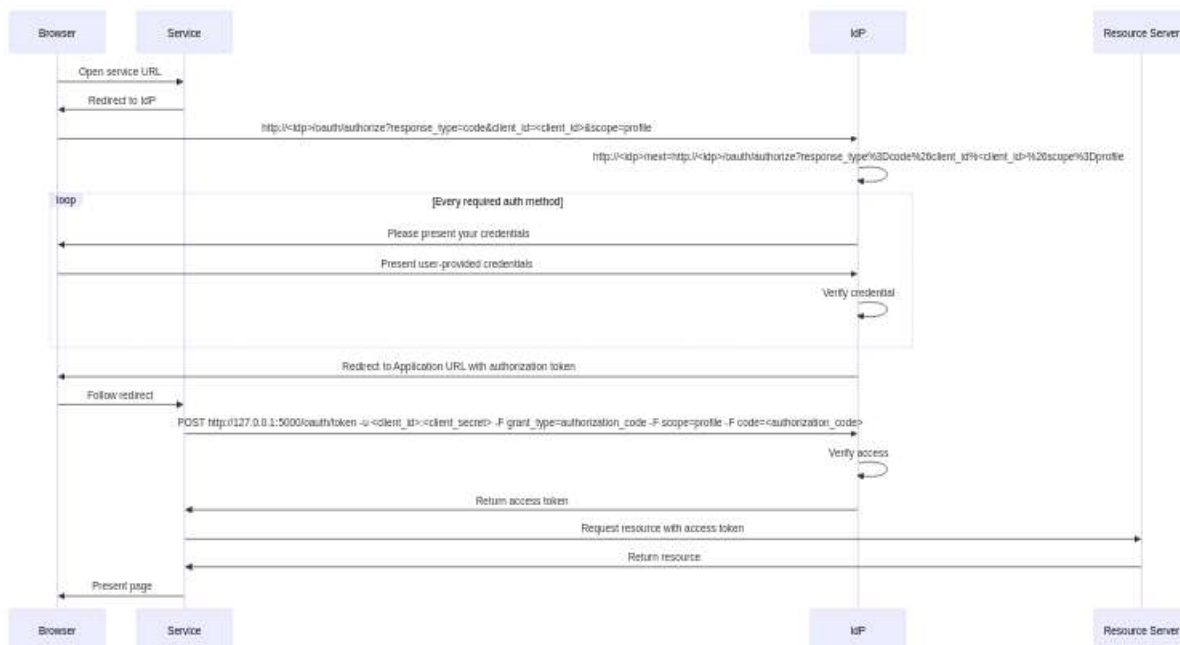 Browser Service IdP Resource Server
Open service URL
Redirect to IdP
http://<idp>/oauth/authorize?response_type=code&client_id=<client_id>&scope=profile
http://<idp>/next=http://<idp>/oauth/authorize?response_type%3Dcode%26client_id%<client_id>%26scope%3Dprofile
loop [Every required auth method]
Please present your credentials
Present user-provided credentials
Verify credential
Redirect to Application URL with authorization token
Follow redirect
POST http://127.0.0.1:5000/oauth/token -u <client_id>:<client_secret> -F grant_type=authorization_code -F scope=profile -F code=<authorization_code>
Verify access
Return access token
Request resource with access token
Return resource
Present page
Browser Service IdP Resource Server